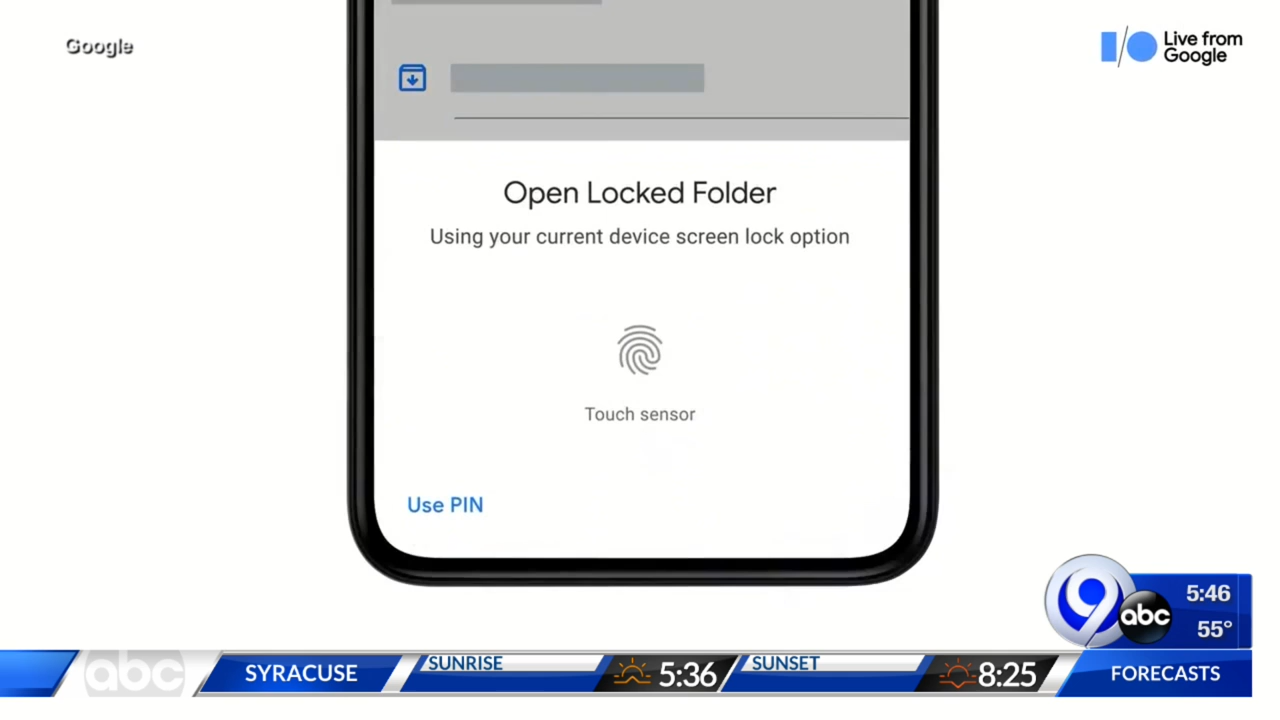 Google
I/O Live from
Google
Open Locked Folder
Using your current device screen lock option
Touch sensor
Use PIN
9 abc
5:46
55°
abc
SYRACUSE
SUNRISE
5:36
SUNSET
8:25
FORECASTS